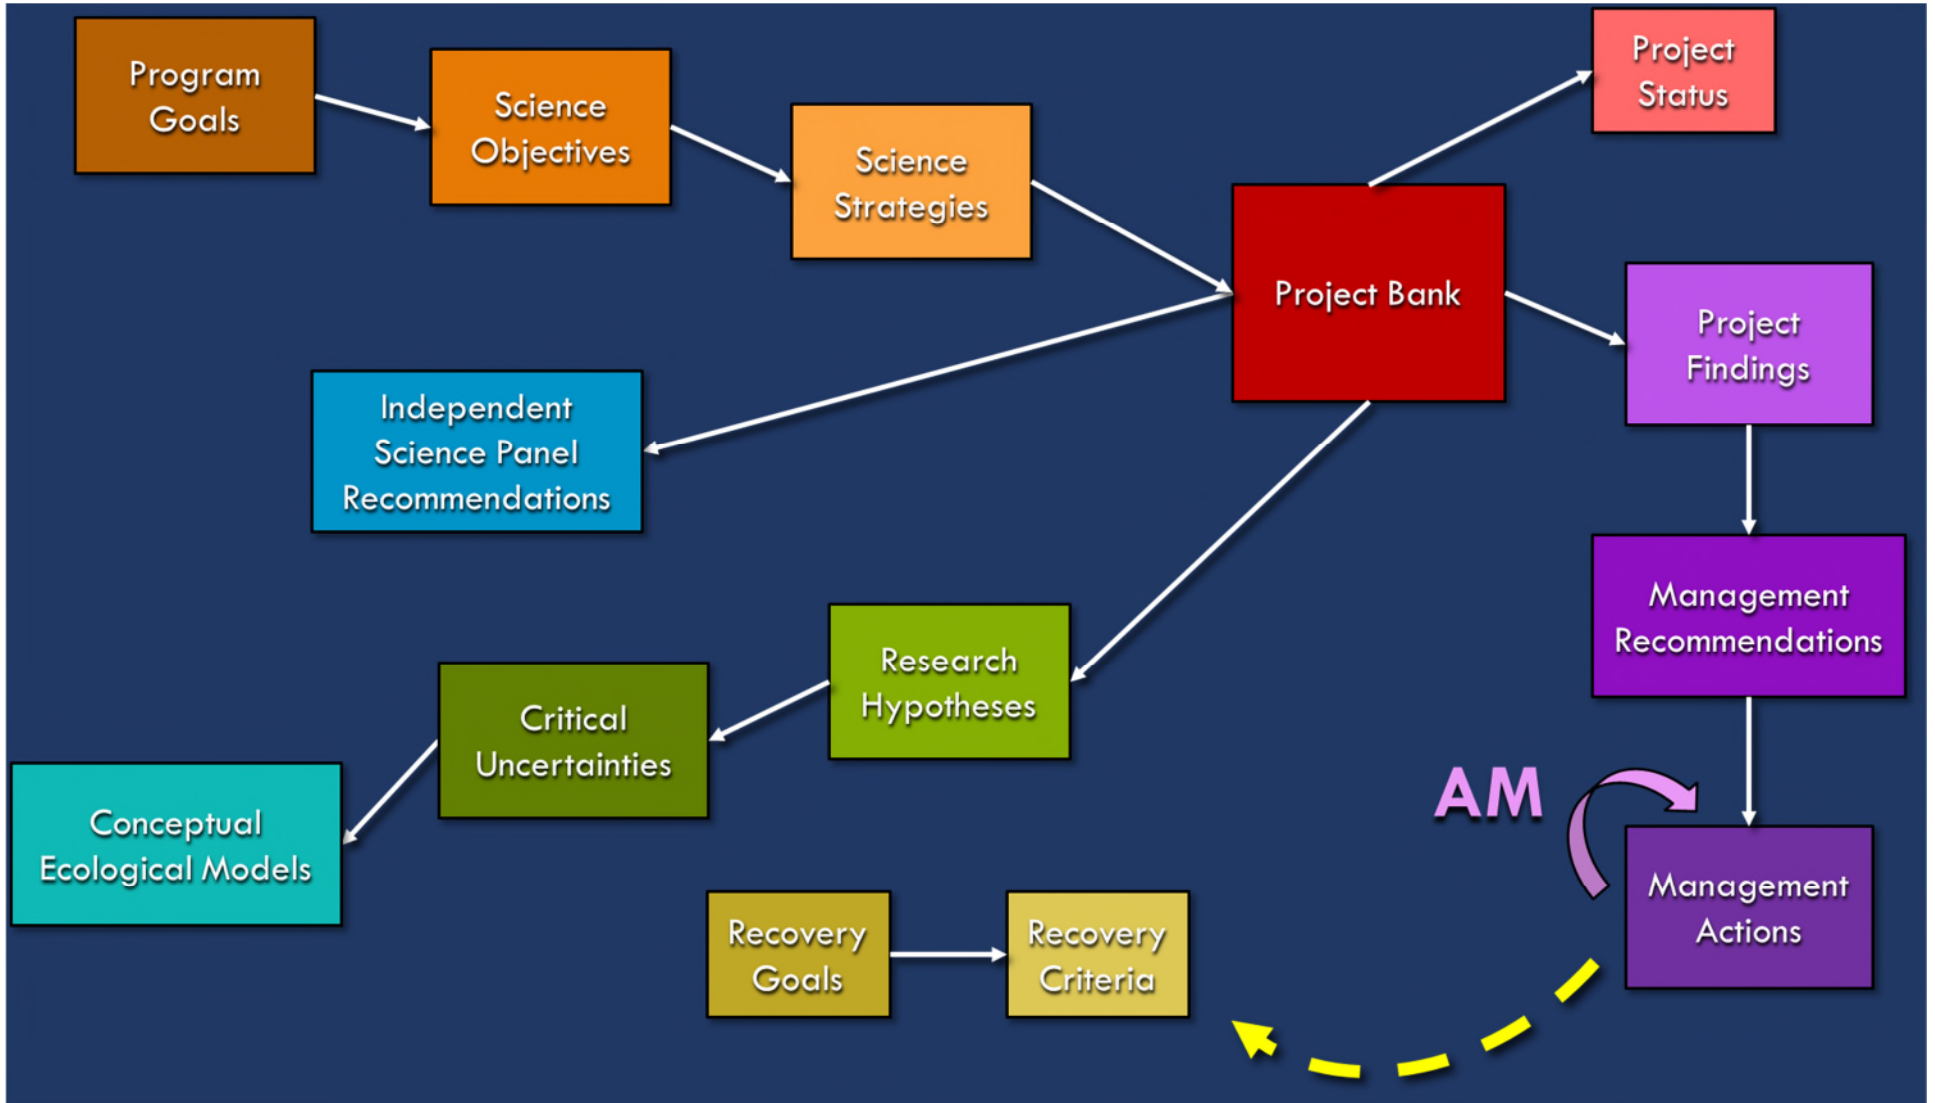 Program
Goals
Science
Objectives
Science
Strategies
Project
Status
Project Bank
Project
Findings
Independent
Science Panel
Recommendations
Management
Recommendations
Research
Hypotheses
Critical
Uncertainties
Conceptual
Ecological Models
AM
Management
Actions
Recovery
Goals
Recovery
Criteria